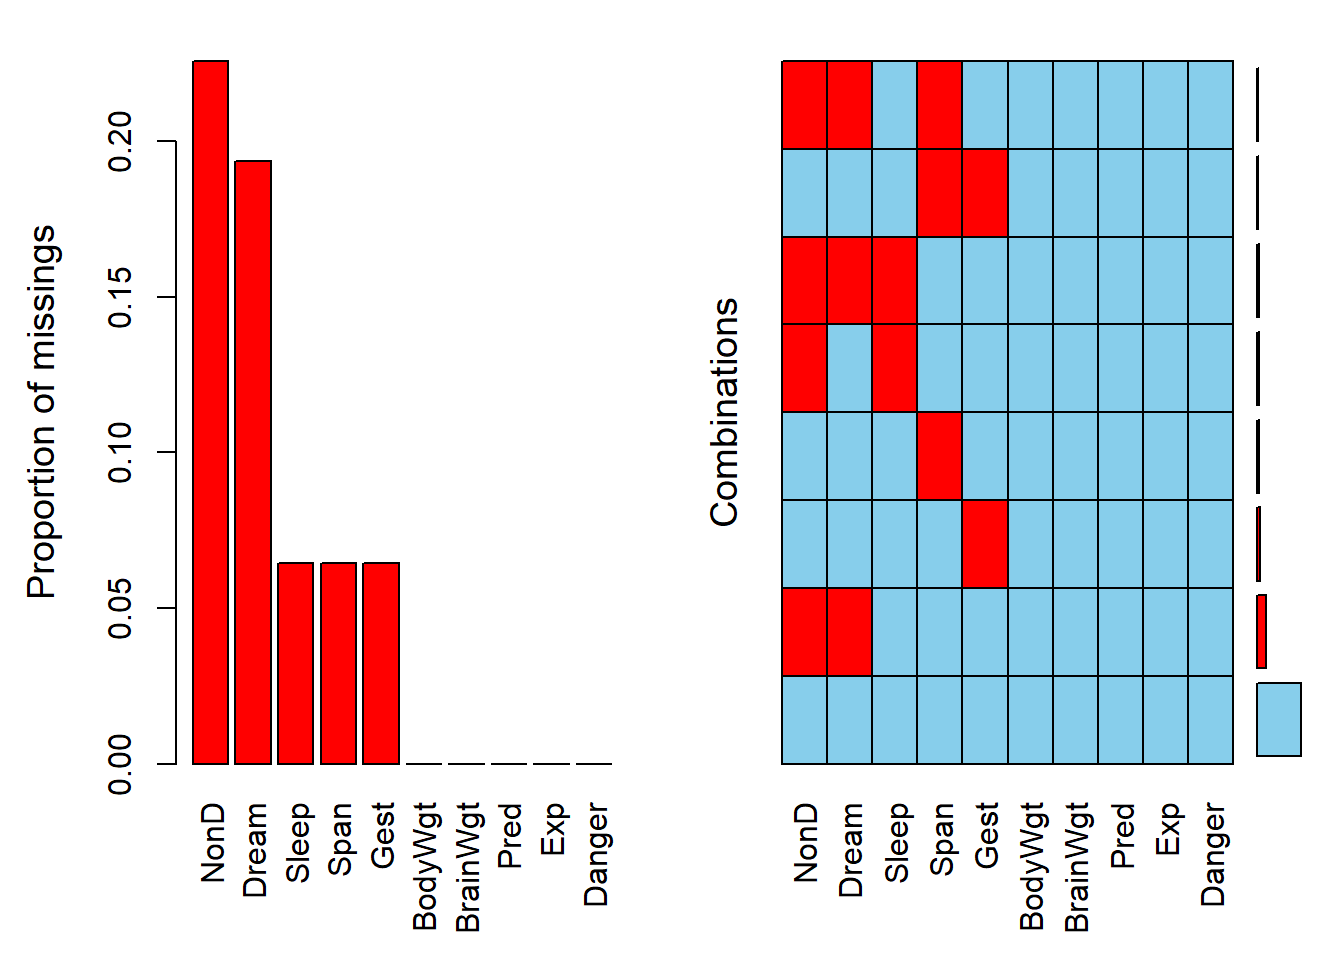 Proportion of missings
0.20
0.15
0.10
0.05
0.00
NonD
Dream
Sleep
Span
Gest
BodyWgt
BrainWgt
Pred
Exp
Danger
Combinations
NonD
Dream
Sleep
Span
Gest
BodyWgt
BrainWgt
Pred
Exp
Danger